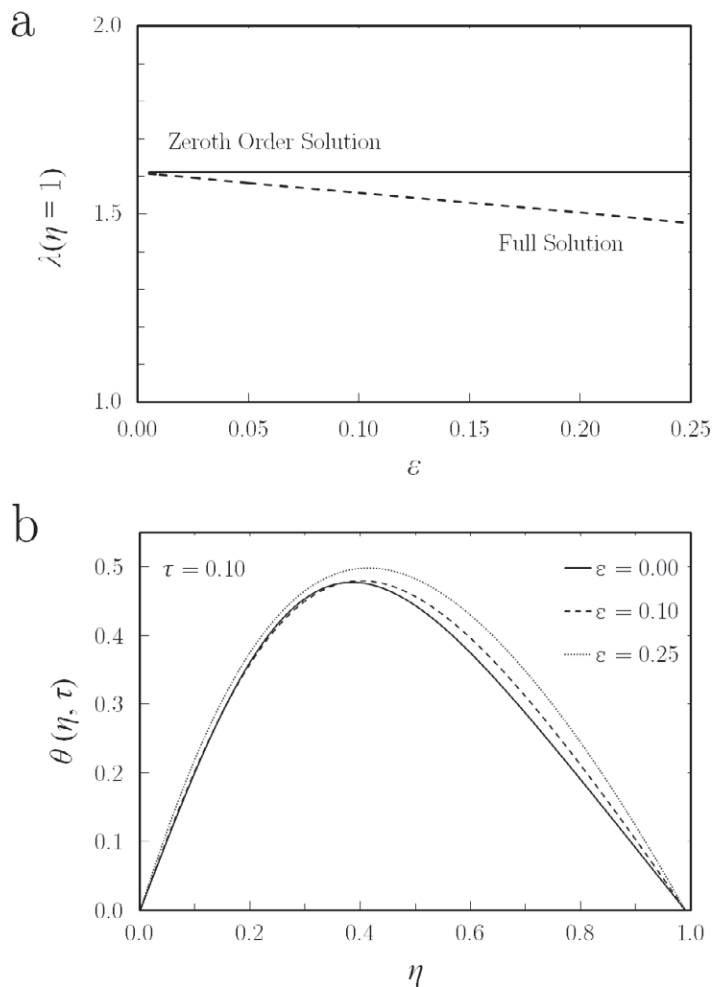 a
2.0
Zeroth Order Solution
λ(η = 1)
1.5
Full Solution
1.0
0.00 0.05 0.10 0.15 0.20 0.25
ε
b
0.5
τ = 0.10
ε = 0.00
0.4
ε = 0.10
0.3
ε = 0.25
θ (η, τ)
0.2
0.1
0.0
0.0 0.2 0.4 0.6 0.8 1.0
η